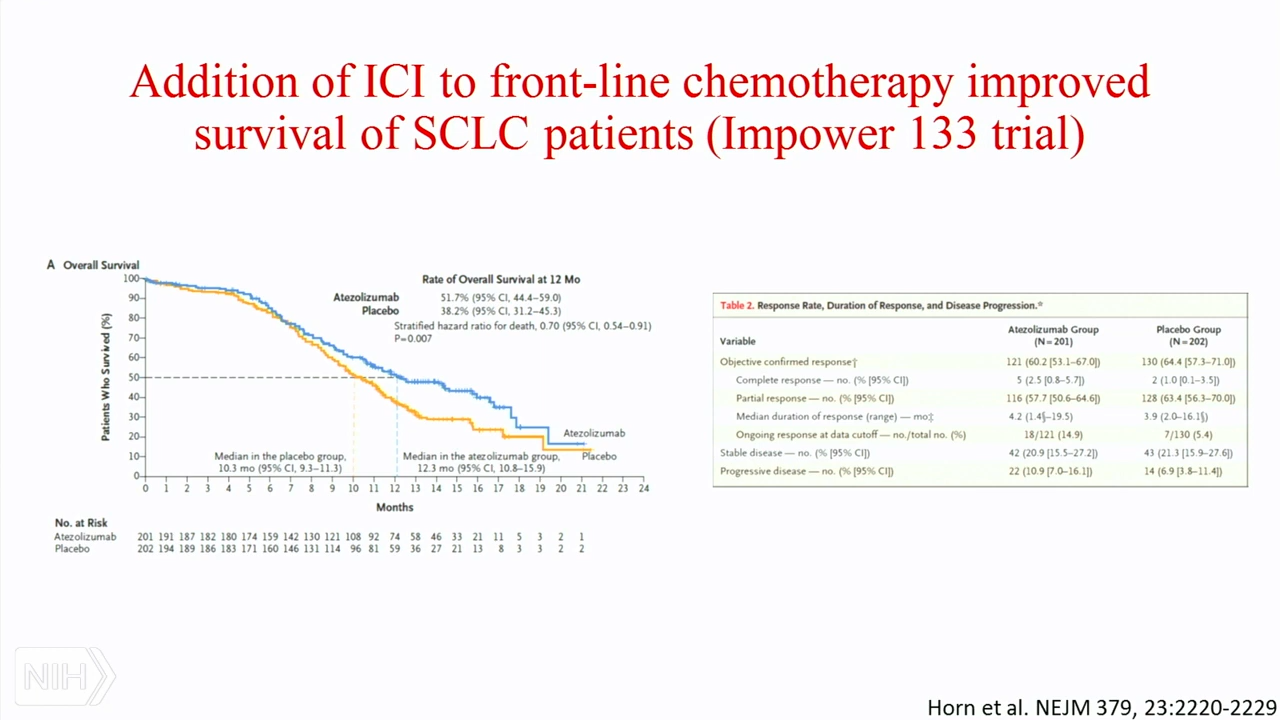 Addition of ICI to front-line chemotherapy improved
survival of SCLC patients (Impower 133 trial)
A Overall Survival
Patients Who Survived (%)
100
90
80
70
60
50
40
30
20
10
0
Rate of Overall Survival at 12 Mo
Atezolizumab 51.7% (95% CI, 44.4–59.0)
Placebo 38.2% (95% CI, 31.2–45.3)
Stratified hazard ratio for death, 0.70 (95% CI, 0.54–0.91)
P=0.007
Atezolizumab
Placebo
Median in the placebo group,
10.3 mo (95% CI, 9.3–11.3)
Median in the atezolizumab group,
12.3 mo (95% CI, 10.8–15.9)
0 1 2 3 4 5 6 7 8 9 10 11 12 13 14 15 16 17 18 19 20 21 22 23 24
Months
No. at Risk
Atezolizumab 201 191 187 182 180 174 159 142 130 121 108 92 74 58 46 33 21 11 5 3 2 1
Placebo 202 194 189 186 183 171 160 146 131 114 96 81 59 36 27 21 13 8 3 3 2 2
Table 2. Response Rate, Duration of Response, and Disease Progression.*
Variable Atezolizumab Group (N=201) Placebo Group (N=202)
Objective confirmed response† 121 (60.2 [53.1–67.0]) 130 (64.4 [57.3–71.0])
Complete response — no. (% [95% CI]) 5 (2.5 [0.8–5.7]) 2 (1.0 [0.1–3.5])
Partial response — no. (% [95% CI]) 116 (57.7 [50.6–64.6]) 128 (63.4 [56.3–70.0])
Median duration of response (range) — mo‡ 4.2 (1.4§–19.5) 3.9 (2.0–16.1§)
Ongoing response at data cutoff — no./total no. (%) 18/121 (14.9) 7/130 (5.4)
Stable disease — no. (% [95% CI]) 42 (20.9 [15.5–27.2]) 43 (21.3 [15.9–27.6])
Progressive disease — no. (% [95% CI]) 22 (10.9 [7.0–16.1]) 14 (6.9 [3.8–11.4])
NIH
Horn et al. NEJM 379, 23:2220-2229